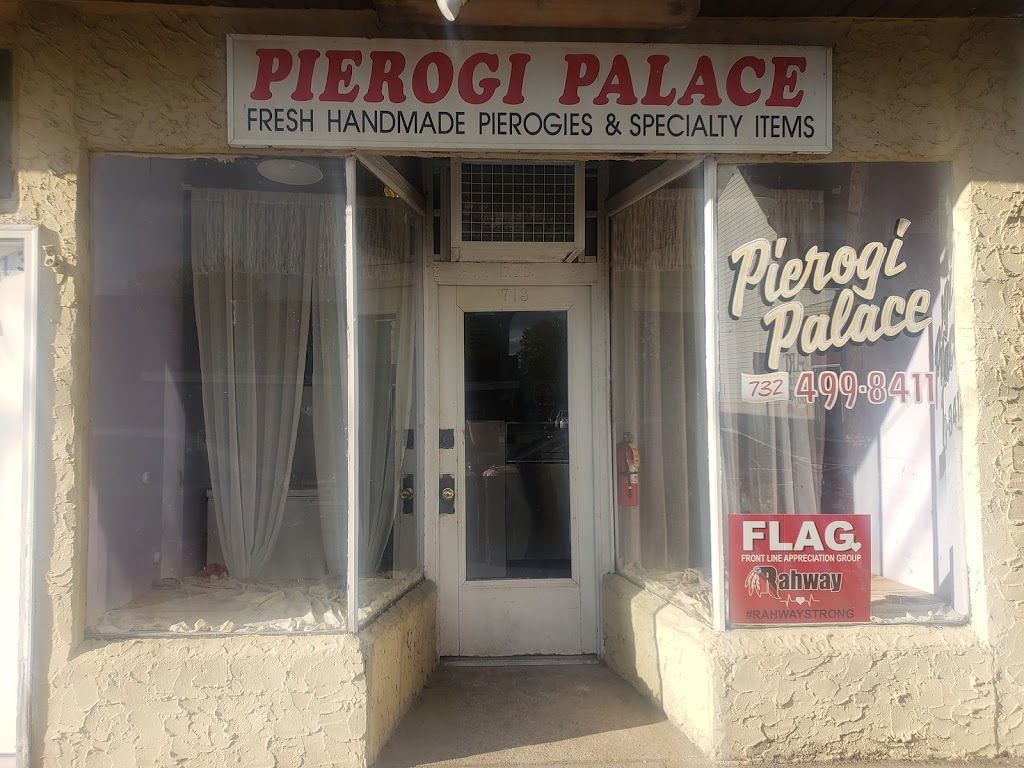 PIEROGI PALACE
FRESH HANDMADE PIEROGIES & SPECIALTY ITEMS
713
Pierogi
Palace
732 499-8411
FLAG
FRONT LINE APPRECIATION GROUP
Rahway
#RAHWAYSTRONG